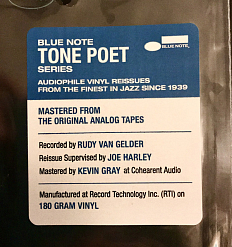 BLUE NOTE
TONE POET
SERIES
BLUE NOTE
AUDIOPHILE VINYL REISSUES
FROM THE FINEST IN JAZZ SINCE 1939
MASTERED FROM
THE ORIGINAL ANALOG TAPES
Recorded by RUDY VAN GELDER
Reissue Supervised by JOE HARLEY
Mastered by KEVIN GRAY at Cohearent Audio
Manufactured at Record Technology Inc. (RTI) on
180 GRAM VINYL